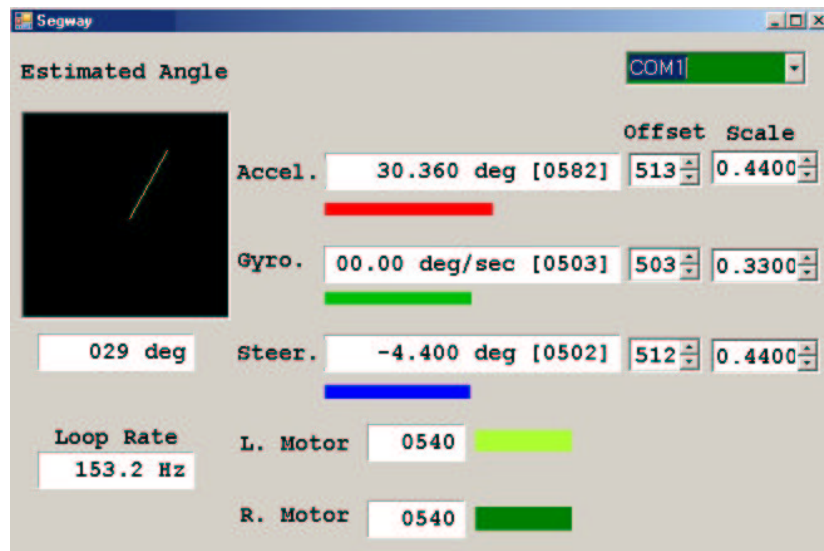 Segway
Estimated Angle
COM1
Offset Scale
Accel. 30.360 deg [0582] 513 0.4400
Gyro. 00.00 deg/sec [0503] 503 0.3300
029 deg
Steer. -4.400 deg [0502] 512 0.4400
Loop Rate
153.2 Hz
L. Motor 0540
R. Motor 0540